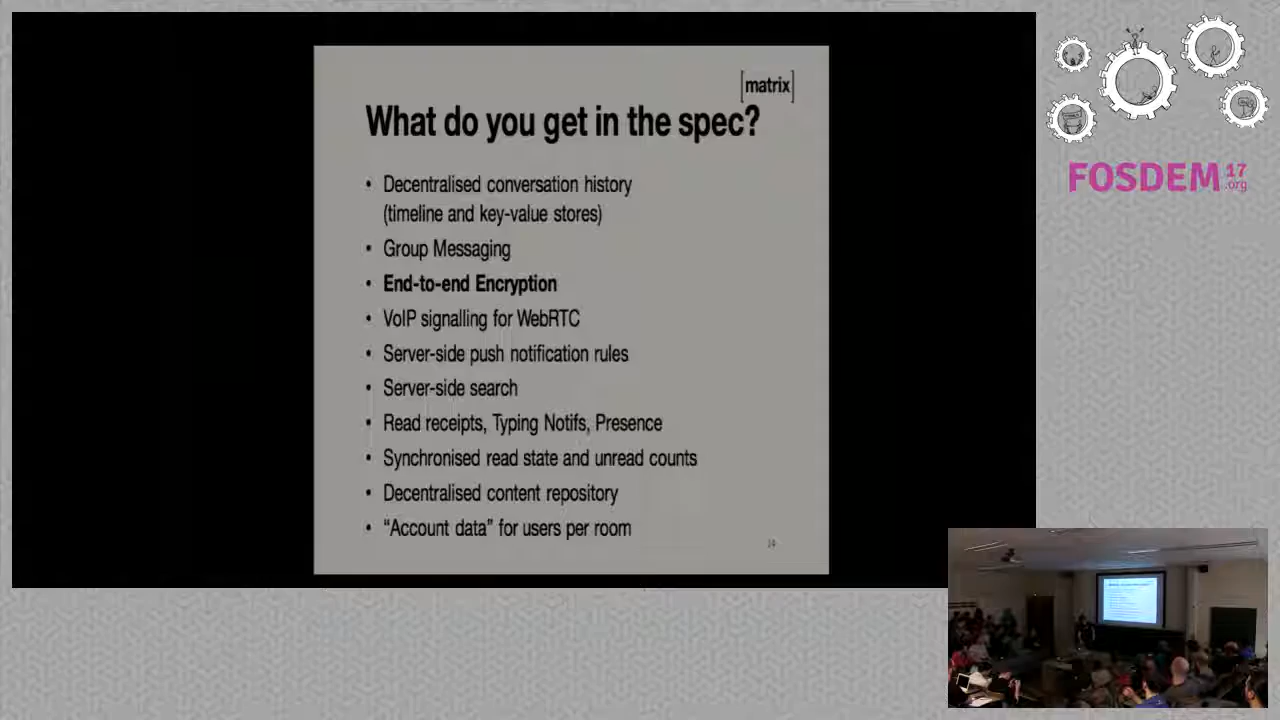 [matrix]
What do you get in the spec?
• Decentralised conversation history
(timeline and key-value stores)
• Group Messaging
• End-to-end Encryption
• VoIP signalling for WebRTC
• Server-side push notification rules
• Server-side search
• Read receipts, Typing Notifs, Presence
• Synchronised read state and unread counts
• Decentralised content repository
• “Account data” for users per room
FOSDEM 17
.org